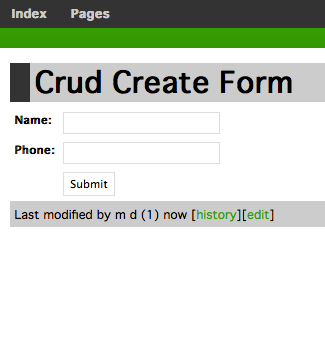 Index Pages
Crud Create Form
Name:
Phone:
Submit
Last modified by m d (1) now [history][edit]